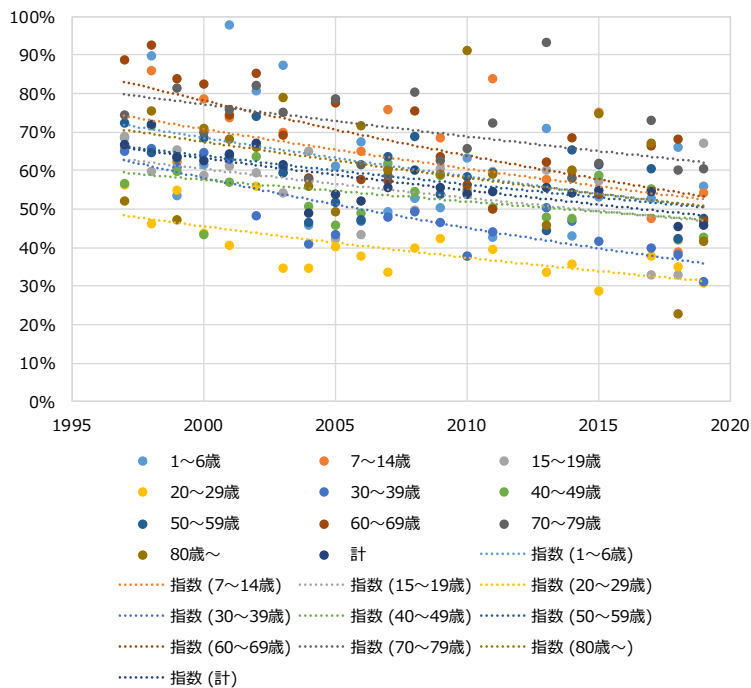 100%
90%
80%
70%
60%
50%
40%
30%
20%
10%
0%
1995 2000 2005 2010 2015 2020
1～6歳 7～14歳 15～19歳
20～29歳 30～39歳 40～49歳
50～59歳 60～69歳 70～79歳
80歳～ 計 指数 (1～6歳)
指数 (7～14歳) 指数 (15～19歳) 指数 (20～29歳)
指数 (30～39歳) 指数 (40～49歳) 指数 (50～59歳)
指数 (60～69歳) 指数 (70～79歳) 指数 (80歳～)
指数 (計)